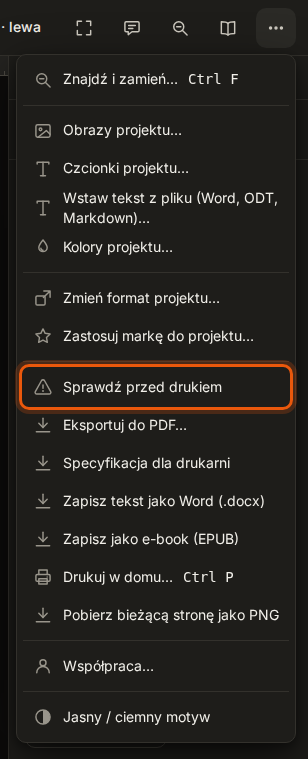 · lewa
Znajdź i zamień... Ctrl F
Obrazy projektu...
Czcionki projektu...
Wstaw tekst z pliku (Word, ODT,
Markdown)...
Kolory projektu...
Zmień format projektu...
Zastosuj markę do projektu...
Sprawdź przed drukiem
Eksportuj do PDF...
Specyfikacja dla drukarni
Zapisz tekst jako Word (.docx)
Zapisz jako e-book (EPUB)
Drukuj w domu... Ctrl P
Pobierz bieżącą stronę jako PNG
Współpraca...
Jasny / ciemny motyw